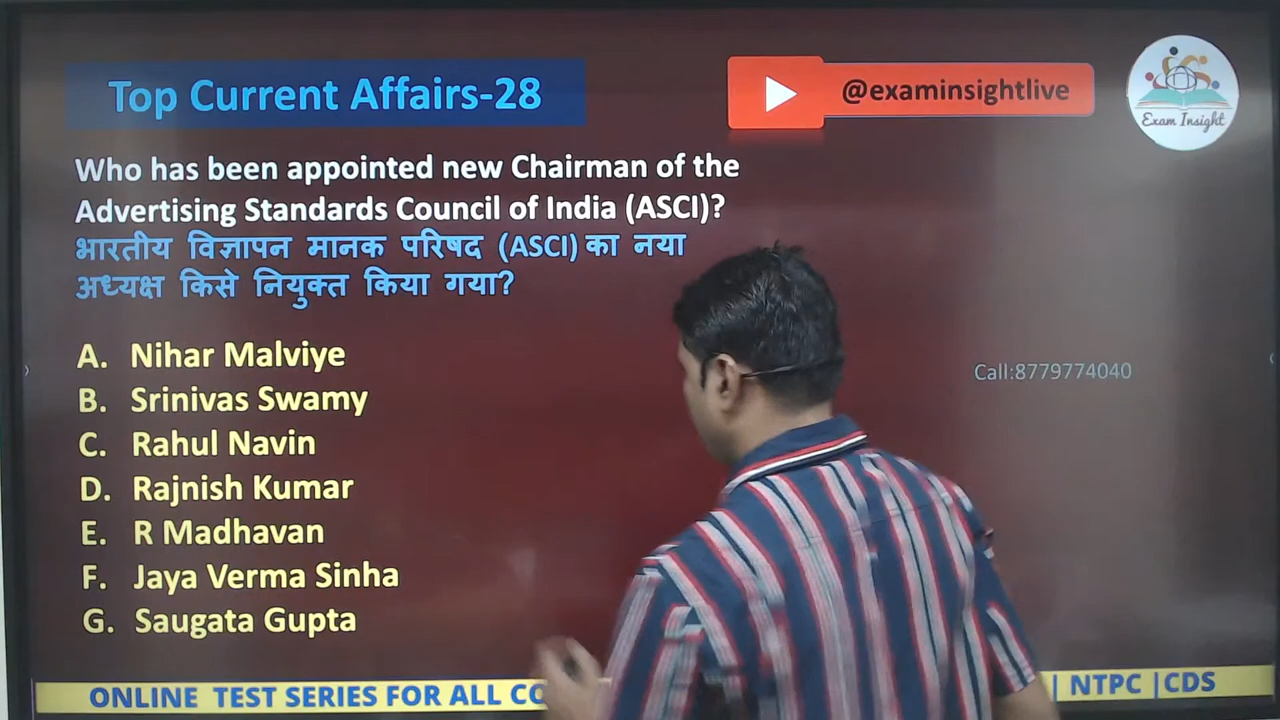 Top Current Affairs-28
@examinsightlive
Exam Insight
Who has been appointed new Chairman of the
Advertising Standards Council of India (ASCI)?
भारतीय विज्ञापन मानक परिषद (ASCI) का नया
अध्यक्ष किसे नियुक्त किया गया?
A. Nihar Malviye
B. Srinivas Swamy
C. Rahul Navin
D. Rajnish Kumar
E. R Madhavan
F. Jaya Verma Sinha
G. Saugata Gupta
Call:8779774040
ONLINE TEST SERIES FOR ALL CO
| NTPC |CDS